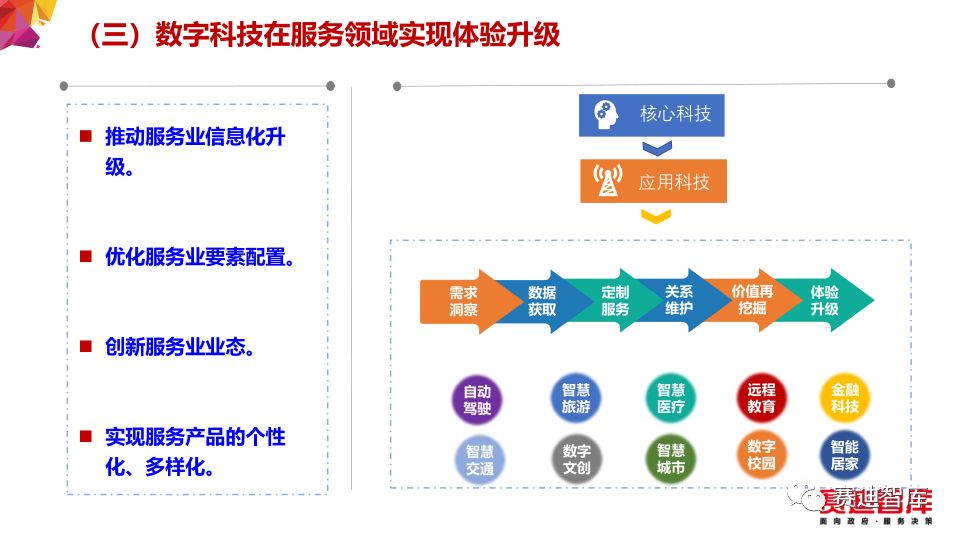 （三）数字科技在服务领域实现体验升级
推动服务业信息化升
级。
优化服务业要素配置。
创新服务业业态。
实现服务产品的个性
化、多样化。
核心科技
应用科技
需求
洞察
数据
获取
定制
服务
关系
维护
价值再
挖掘
体验
升级
自动
驾驶
智慧
旅游
智慧
医疗
远程
教育
金融
科技
智慧
交通
数字
文创
智慧
城市
数字
校园
智能
居家
赛迪智库
赛迪智库
面向政府·服务决策